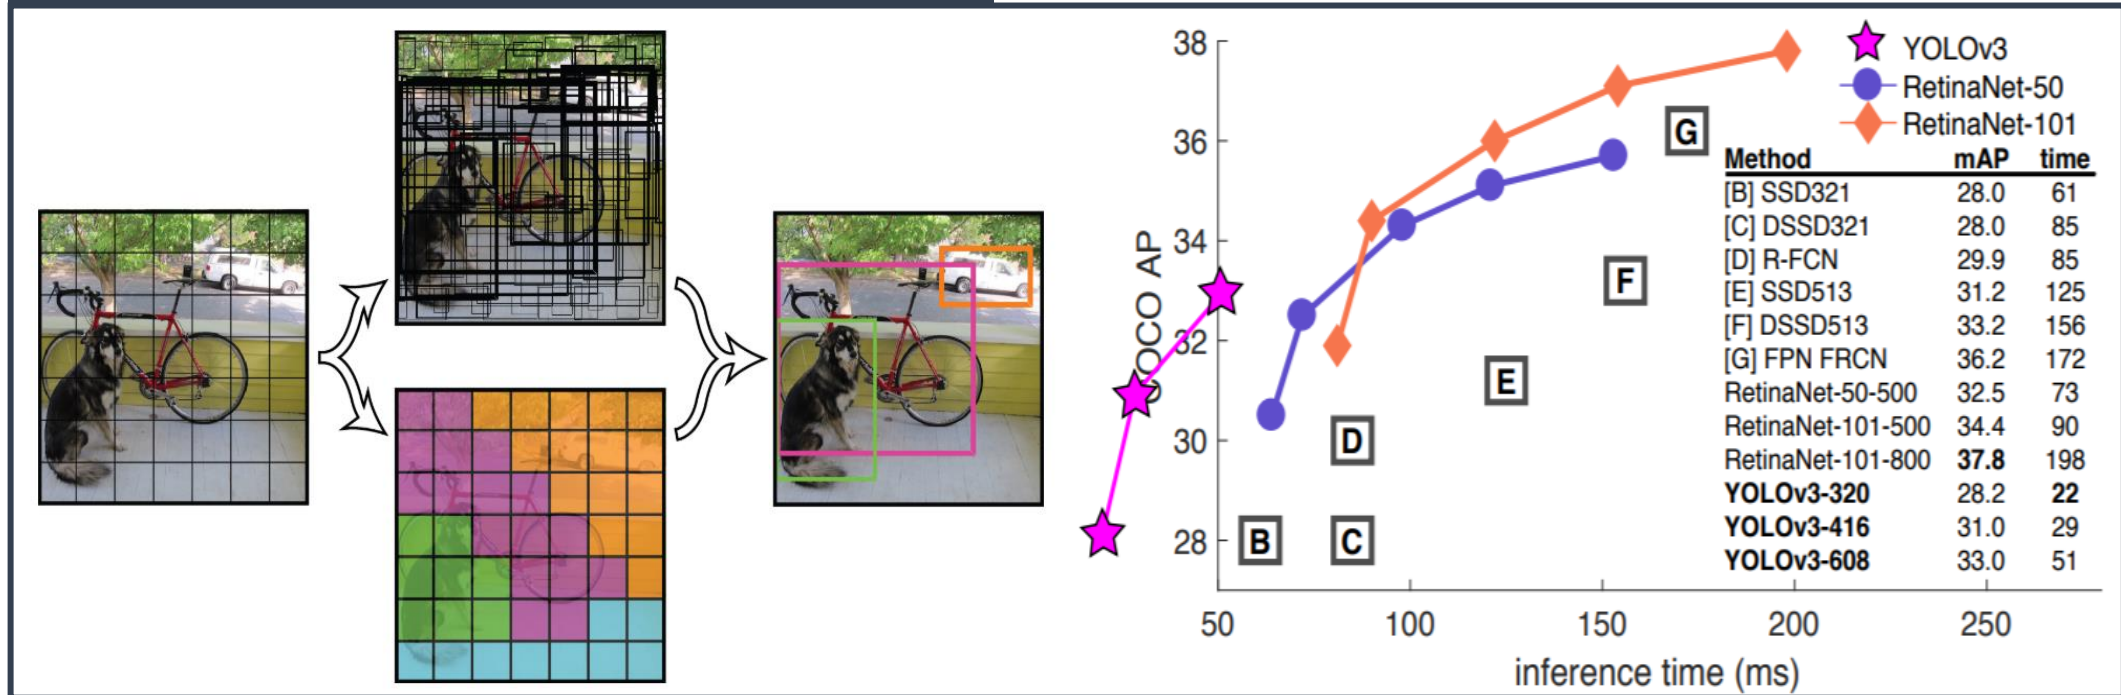 38
36
34
32
30
28
COCO AP
50 100 150 200 250
inference time (ms)
B
C
D
E
F
G
YOLOv3
RetinaNet-50
RetinaNet-101
Method mAP time
[B] SSD321 28.0 61
[C] DSSD321 28.0 85
[D] R-FCN 29.9 85
[E] SSD513 31.2 125
[F] DSSD513 33.2 156
[G] FPN FRCN 36.2 172
RetinaNet-50-500 32.5 73
RetinaNet-101-500 34.4 90
RetinaNet-101-800 37.8 198
YOLOv3-320 28.2 22
YOLOv3-416 31.0 29
YOLOv3-608 33.0 51